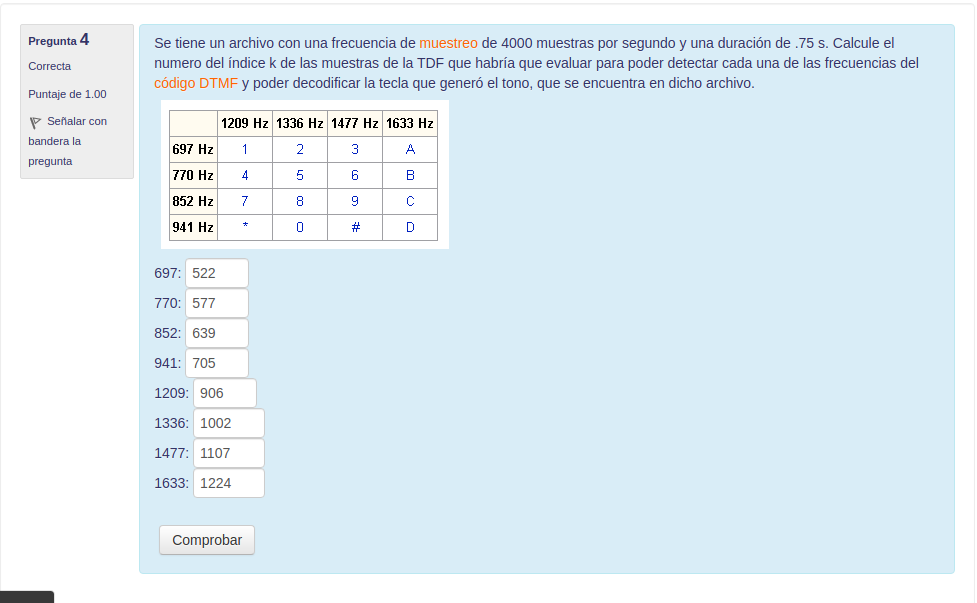 Pregunta 4
Correcta
Puntaje de 1.00
Señalar con
bandera la
pregunta
Se tiene un archivo con una frecuencia de muestreo de 4000 muestras por segundo y una duración de .75 s. Calcule el
numero del índice k de las muestras de la TDF que habría que evaluar para poder detectar cada una de las frecuencias del
código DTMF y poder decodificar la tecla que generó el tono, que se encuentra en dicho archivo.
1209 Hz 1336 Hz 1477 Hz 1633 Hz
697 Hz 1 2 3 A
770 Hz 4 5 6 B
852 Hz 7 8 9 C
941 Hz * 0 # D
697: 522
770: 577
852: 639
941: 705
1209: 906
1336: 1002
1477: 1107
1633: 1224
Comprobar